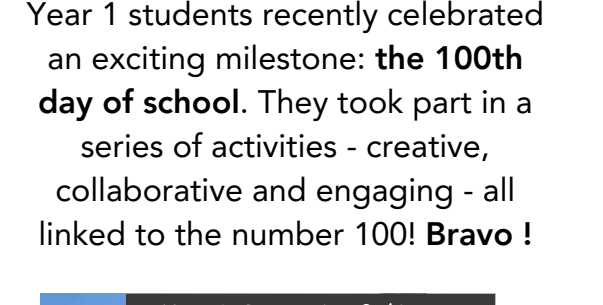 Year 1 students recently celebrated
an exciting milestone: the 100th
day of school. They took part in a
series of activities - creative,
collaborative and engaging - all
linked to the number 100! Bravo !